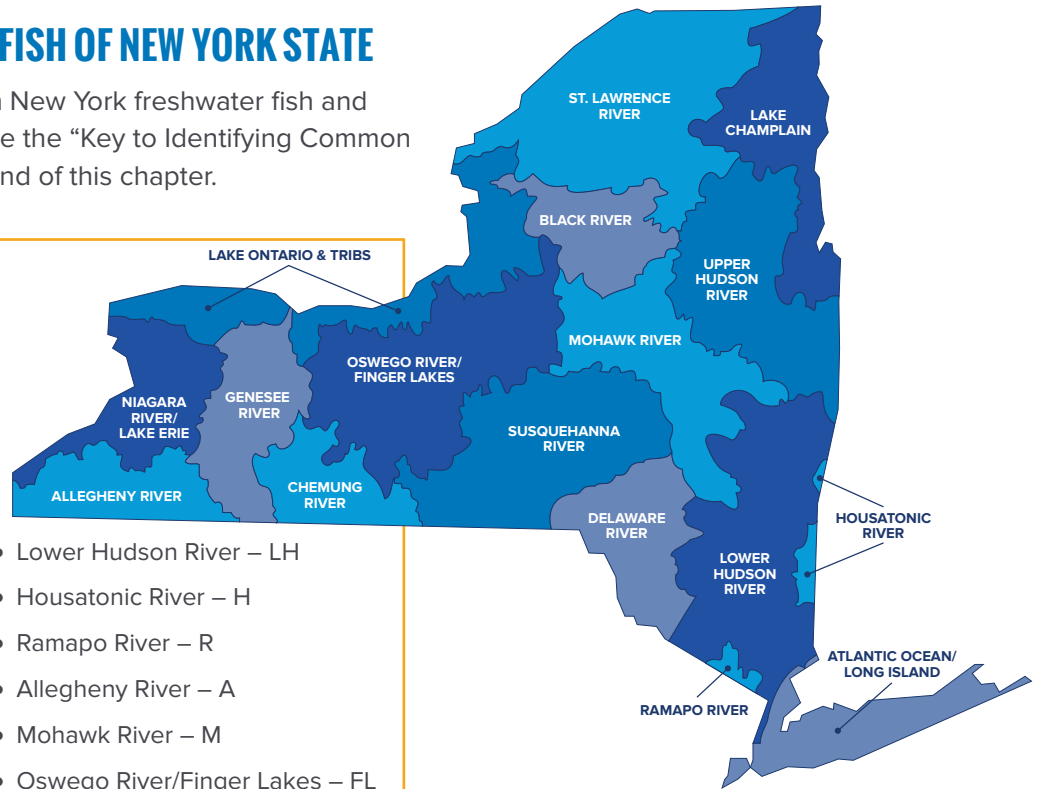 FISH OF NEW YORK STATE
New York freshwater fish and
e the “Key to Identifying Common
nd of this chapter.
LAKE ONTARIO & TRIBS
ST. LAWRENCE
RIVER
LAKE
CHAMPLAIN
BLACK RIVER
UPPER
HUDSON
RIVER
MOHAWK RIVER
OSWEGO RIVER/
FINGER LAKES
NIAGARA
RIVER/
LAKE ERIE
GENESEE
RIVER
SUSQUEHANNA
RIVER
ALLEGHENY RIVER
CHEMUNG
RIVER
DELAWARE
RIVER
HOUSATONIC
RIVER
LOWER
HUDSON
RIVER
ATLANTIC OCEAN/
LONG ISLAND
RAMAPO RIVER
• Lower Hudson River – LH
• Housatonic River – H
• Ramapo River – R
• Allegheny River – A
• Mohawk River – M
• Oswego River/Finger Lakes – FL